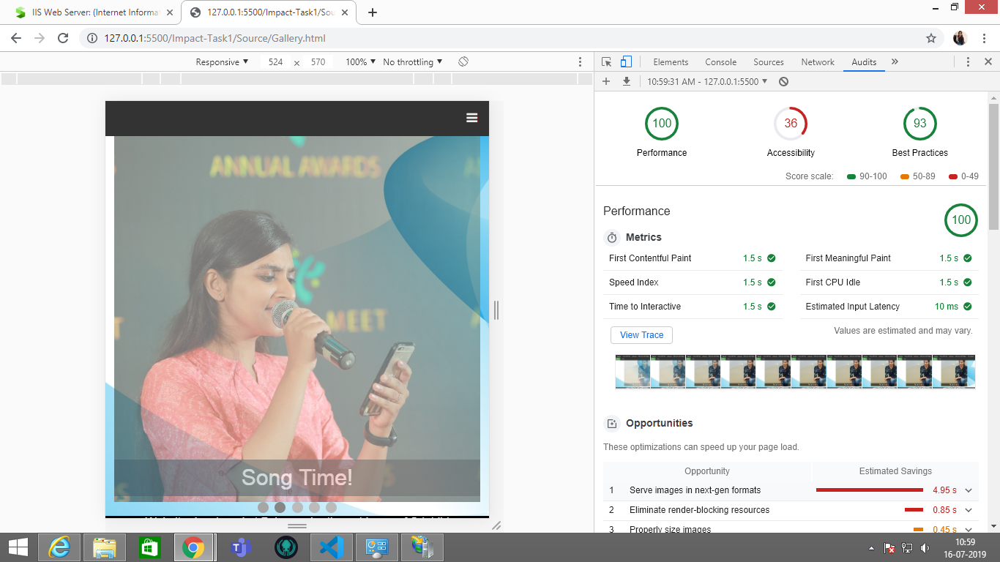 IIS Web Server: (Internet Informat
127.0.0.1:5500/Impact-Task1/Sou
127.0.0.1:5500/Impact-Task1/Source/Gallery.html
Responsive 524 x 570 100% No throttling
Elements Console Sources Network Audits
10:59:31 AM - 127.0.0.1:5500
100 36 93
Performance Accessibility Best Practices
Score scale: 90-100 50-89 0-49
Performance 100
Metrics
First Contentful Paint 1.5 s First Meaningful Paint 1.5 s
Speed Index 1.5 s First CPU Idle 1.5 s
Time to Interactive 1.5 s Estimated Input Latency 10 ms
View Trace Values are estimated and may vary.
Opportunities
These optimizations can speed up your page load.
Opportunity Estimated Savings
1 Serve images in next-gen formats 4.95 s
2 Eliminate render-blocking resources 0.85 s
3 Properly size images 0.45 s
ANNUAL AWARDS
MEET
Song Time!
10:59
16-07-2019